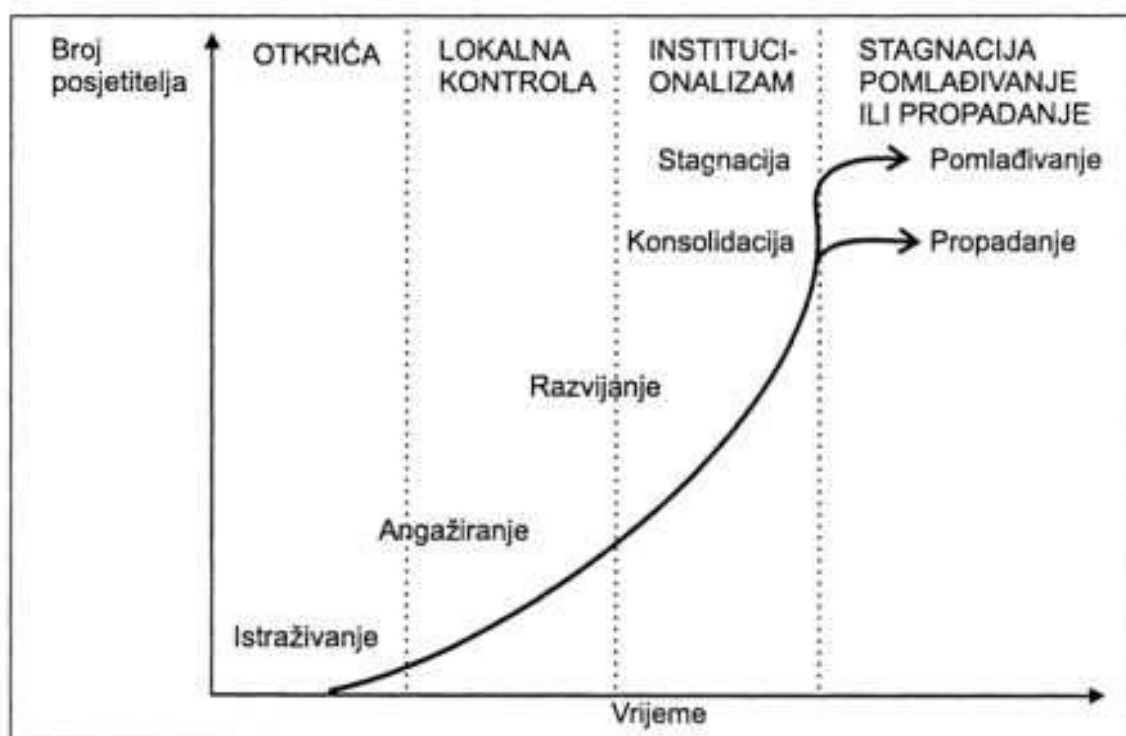 Broj
posjetitelja
OTKRIĆA
LOKALNA
KONTROLA
INSTITUCI-
ONALIZAM
STAGNACIJA
POMLAĐIVANJE
ILI PROPADANJE
Stagnacija
Pomlađivanje
Konsolidacija
Propadanje
Razvijanje
Angažiranje
Istraživanje
Vrijeme